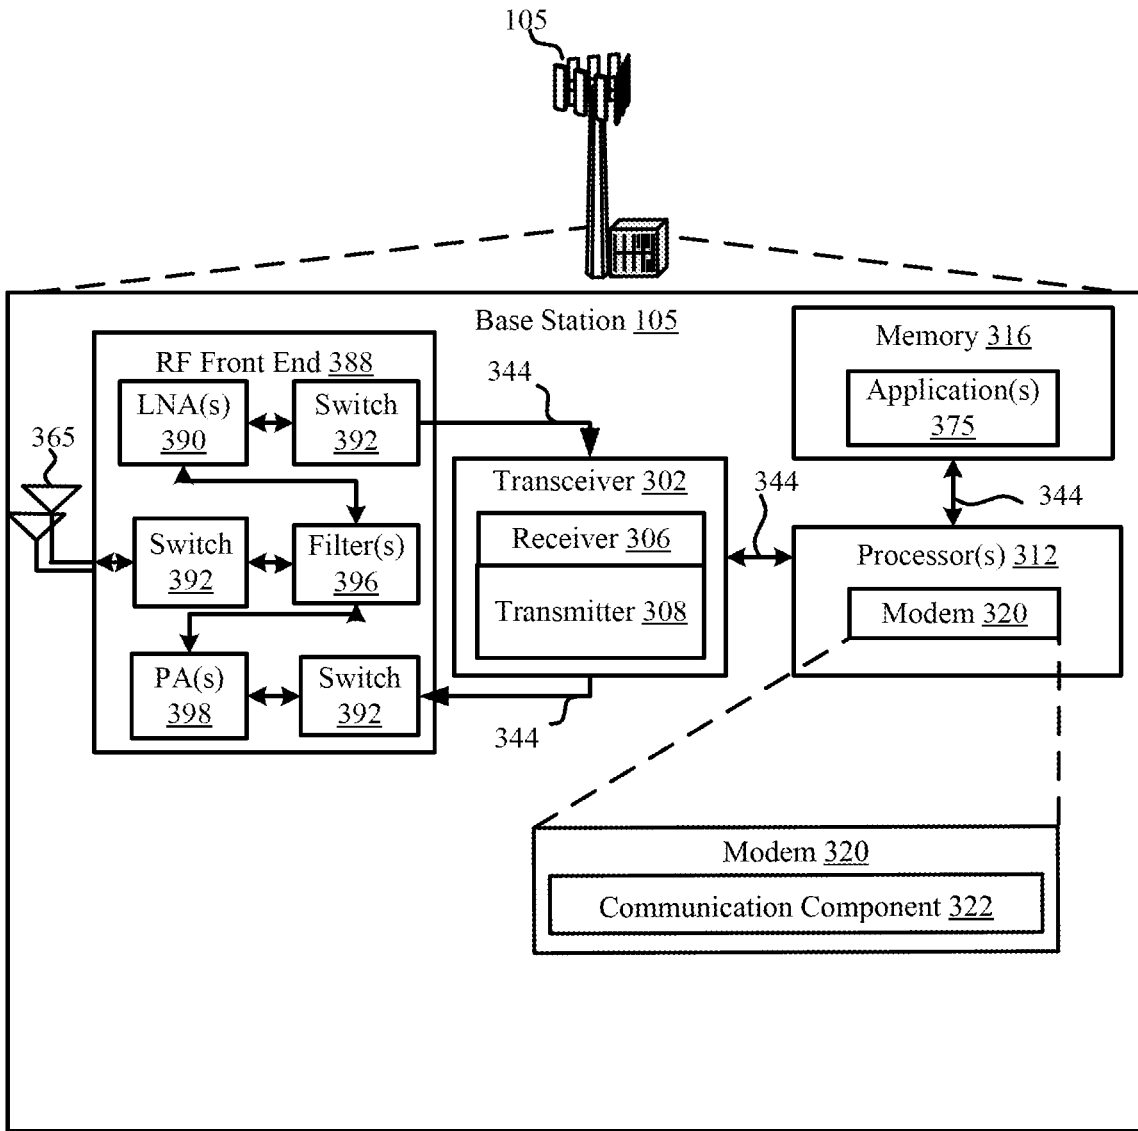 105
Base Station 105
RF Front End 388
LNA(s)
390
Switch
392
344
365
Switch
392
Filter(s)
396
PA(s)
398
Switch
392
344
Transceiver 302
Receiver 306
Transmitter 308
344
Memory 316
Application(s)
375
344
Processor(s) 312
Modem 320
Modem 320
Communication Component 322